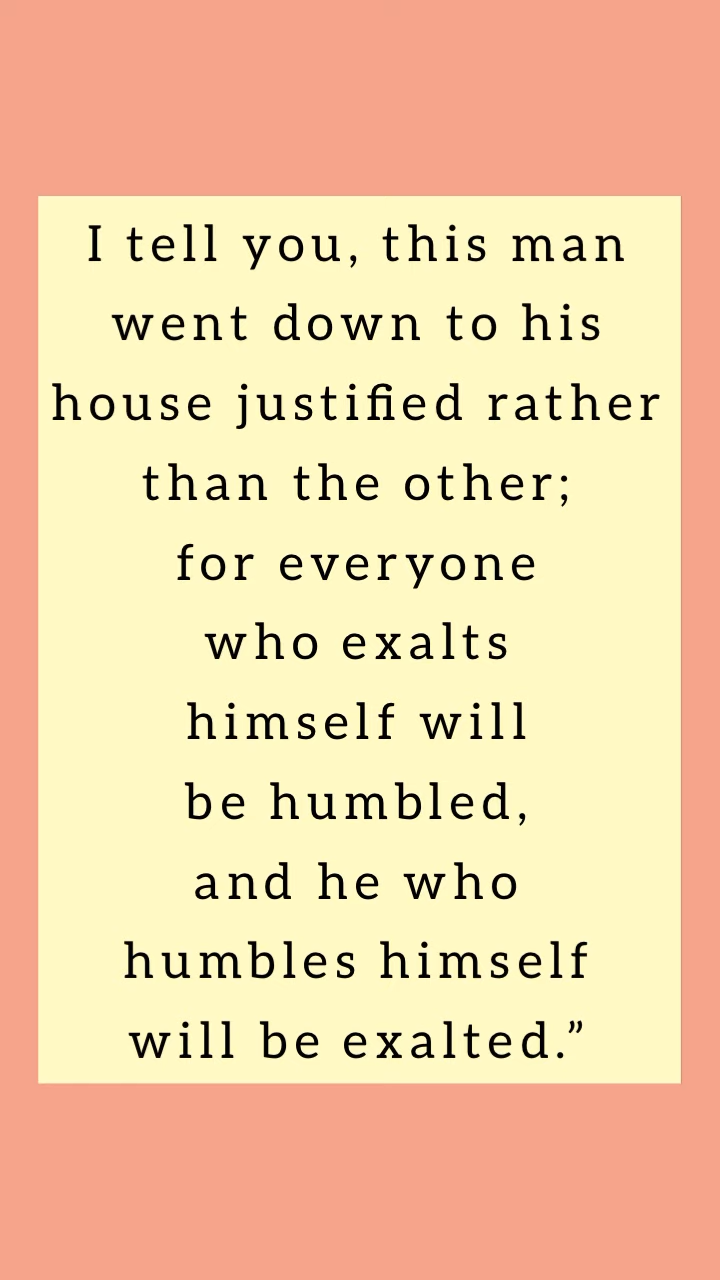 I tell you, this man
went down to his
house justified rather
than the other;
for everyone
who exalts
himself will
be humbled,
and he who
humbles himself
will be exalted.”